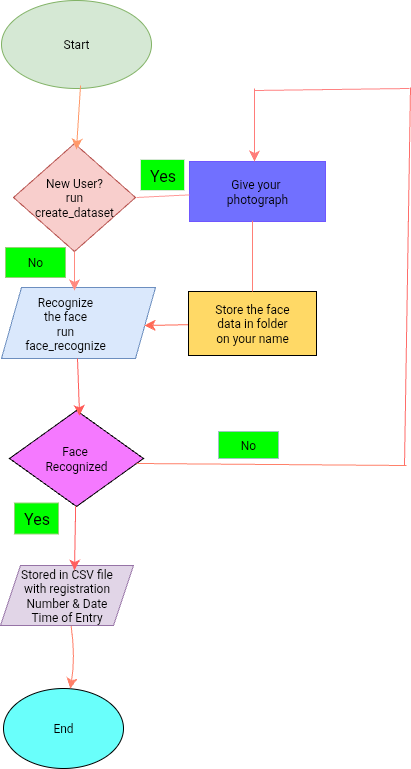 Start
New User?
run
create_dataset
Yes
Give your
photograph
No
Recognize
the face
run
face_recognize
Store the face
data in folder
on your name
Face
Recognized
No
Yes
Stored in CSV file
with registration
Number & Date
Time of Entry
End